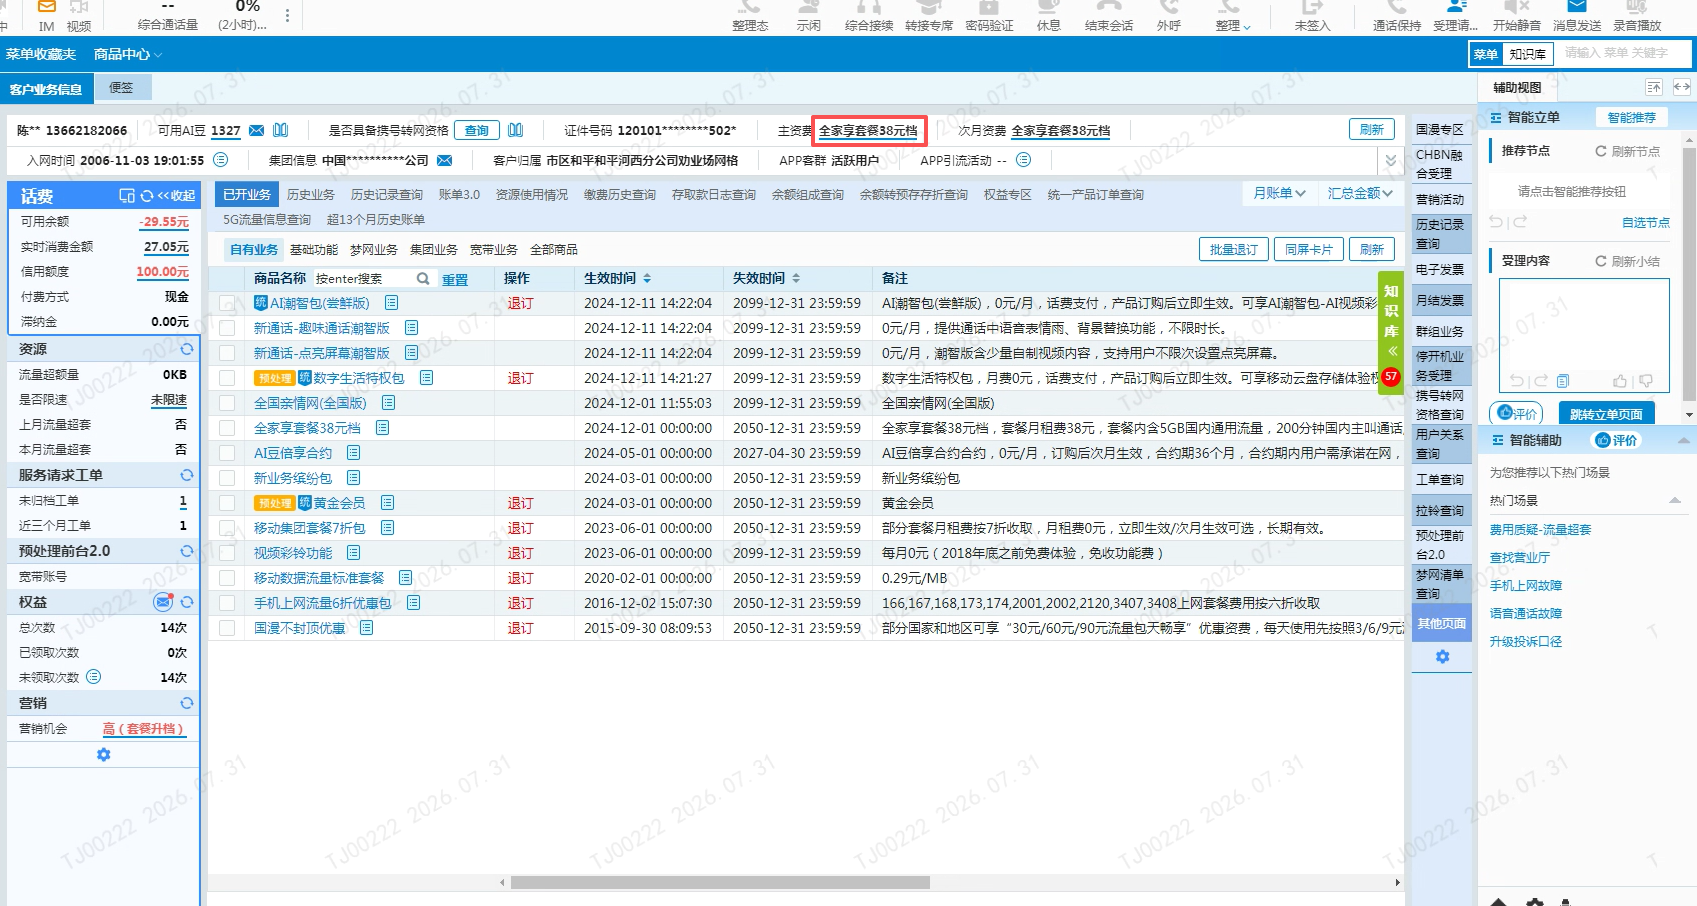 IM 视频 综合通话量 -- 0% (2小时)... 整理态 示闲 综合接续 转接专席 密码验证 休息 结束会话 外呼 整理 未签入 通话保持 受理请... 开始静音 消息发送 录音播放
菜单收藏夹 商品中心 菜单 知识库 请输入 菜单 关键字
客户业务信息 便签
陈** 13662182066 可用AI豆 1327 是否具备携号转网资格 查询 证件号码 120101********502* 主资费 全家享套餐38元档 次月资费 全家享套餐38元档 刷新
入网时间 2006-11-03 19:01:55 集团信息 中国**********公司 客户归属 市区和平和平河西分公司劝业场网格 APP客群 活跃用户 APP引流活动 --
话费 <<收起
可用余额 -29.55元
实时消费金额 27.05元
信用额度 100.00元
付费方式 现金
滞纳金 0.00元
资源
流量超额量 0KB
是否限速 未限速
上月流量超套 否
本月流量超套 否
服务请求工单
未归档工单 1
近三个月工单 1
预处理前台2.0
宽带账号
权益
总次数 14次
已领取次数 0次
未领取次数 14次
营销
营销机会 高（套餐升档）
已开业务 历史业务 历史记录查询 账单3.0 资源使用情况 缴费历史查询 存取款日志查询 余额组成查询 余额转预存存折查询 权益专区 统一产品订单查询 月账单 汇总金额
5G流量信息查询 超13个月历史账单
自有业务 基础功能 梦网业务 集团业务 宽带业务 全部商品 批量退订 同屏卡片 刷新
商品名称 按enter搜索 重置 操作 生效时间 失效时间 备注
统 AI潮智包(尝鲜版) 退订 2024-12-11 14:22:04 2099-12-31 23:59:59 AI潮智包(尝鲜版)，0元/月，话费支付，产品订购后立即生效。可享AI潮智包-AI视频彩
新通话-趣味通话潮智版 2024-12-11 14:22:04 2099-12-31 23:59:59 0元/月，提供通话中语音表情雨、背景替换功能，不限时长。
新通话-点亮屏幕潮智版 2024-12-11 14:22:04 2099-12-31 23:59:59 0元/月，潮智版含少量自制视频内容，支持用户不限次设置点亮屏幕。
预处理 统 数字生活特权包 退订 2024-12-11 14:21:27 2099-12-31 23:59:59 数字生活特权包，月费0元，话费支付，产品订购后立即生效。可享移动云盘存储体验权
全国亲情网(全国版) 2024-12-01 11:55:03 2099-12-31 23:59:59 全国亲情网(全国版)
全家享套餐38元档 2024-12-01 00:00:00 2099-12-31 23:59:59 全家享套餐38元档，套餐月租费38元，套餐内含5GB国内通用流量，200分钟国内主叫通话
AI豆倍享合约 2024-05-01 00:00:00 2027-04-30 23:59:59 AI豆倍享合约合约，0元/月，订购后次月生效，合约期36个月，合约期内用户需承诺在网，
新业务缤纷包 2024-03-01 00:00:00 2050-12-31 23:59:59 新业务缤纷包
预处理 统 黄金会员 退订 2024-03-01 00:00:00 2050-12-31 23:59:59 黄金会员
移动集团套餐7折包 退订 2023-06-01 00:00:00 2050-12-31 23:59:59 部分套餐月租费按7折收取，月租费0元，立即生效/次月生效可选，长期有效。
视频彩铃功能 退订 2023-06-01 00:00:00 2099-12-31 23:59:59 每月0元（2018年底之前免费体验，免收功能费）
移动数据流量标准套餐 退订 2020-02-01 00:00:00 2050-12-31 23:59:59 0.29元/MB
手机上网流量6折优惠包 退订 2016-12-02 15:07:30 2050-12-31 23:59:59 166,167,168,173,174,2001,2002,2120,3407,3408上网套餐费用按六折收取
国漫不封顶优惠 退订 2015-09-30 08:09:53 2050-12-31 23:59:59 部分国家和地区可享“30元/60元/90元流量包天畅享”优惠资费，每天使用先按照3/6/9元
知识库
«
57
国漫专区
CHBN融合受理
营销活动
历史记录查询
电子发票
月结发票
群组业务
停开机业务受理
携号转网资格查询
用户关系查询
工单查询
拉铃查询
预处理前台2.0
梦网清单查询
其他页面
辅助视图
智能立单 智能推荐
推荐节点 刷新节点
请点击智能推荐按钮
自选节点
受理内容 刷新小结
评价 跳转立单页面
智能辅助 评价
为您推荐以下热门场景
热门场景
费用质疑-流量超套
查找营业厅
手机上网故障
语音通话故障
升级投诉口径
TJ00222 2026.07.31